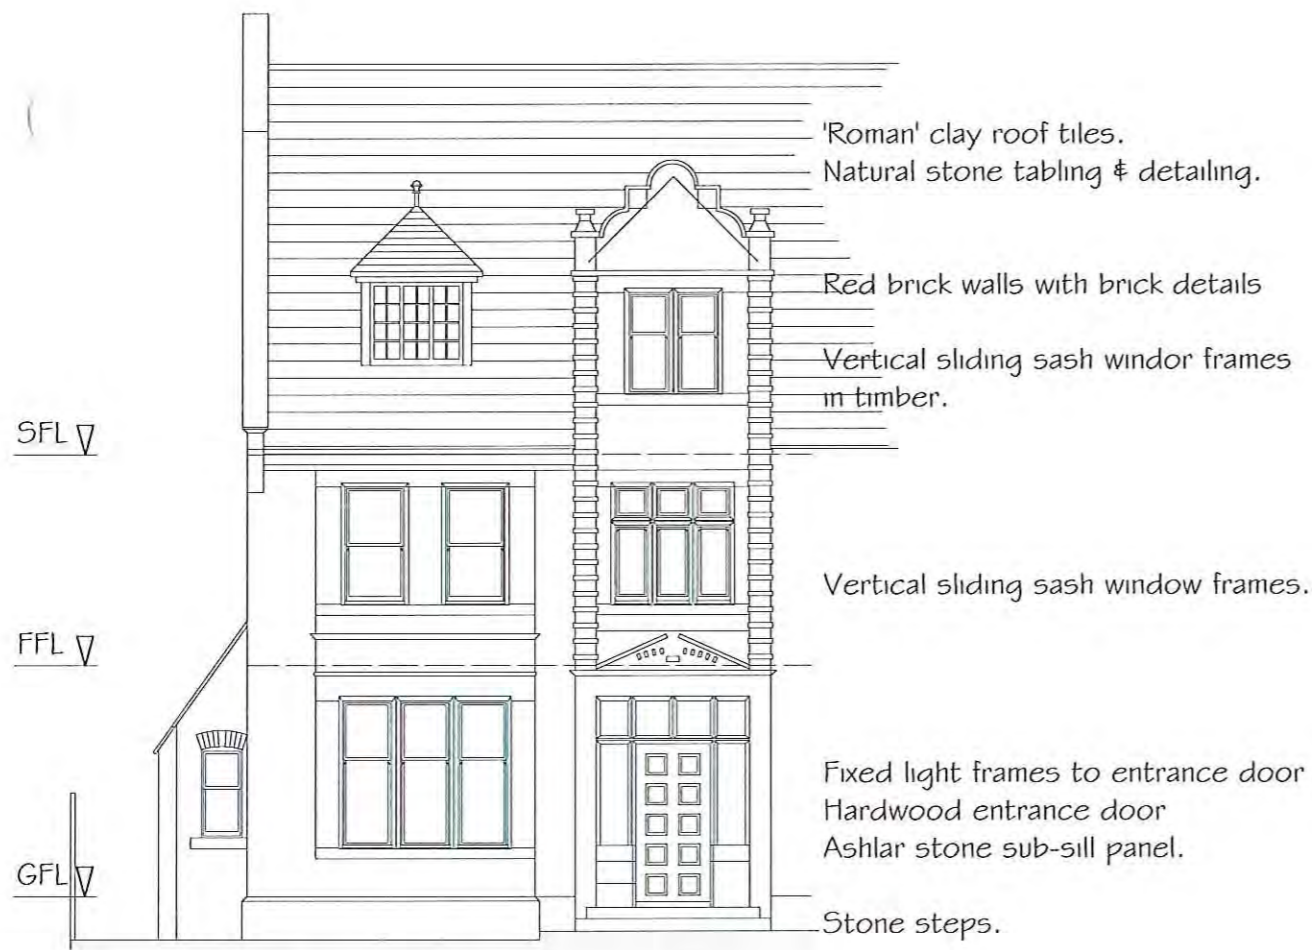 'Roman' clay roof tiles.
Natural stone tabling & detailing.
Red brick walls with brick details
Vertical sliding sash windor frames
in timber.
SFL
Vertical sliding sash window frames.
FFL
Fixed light frames to entrance door
Hardwood entrance door
Ashlar stone sub-sill panel.
GFL
Stone steps.